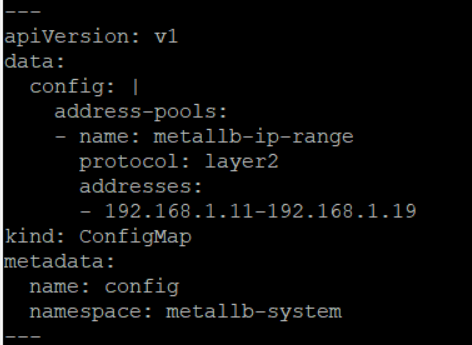 ---
apiVersion: v1
data:
  config: |
    address-pools:
    - name: metallb-ip-range
      protocol: layer2
      addresses:
      - 192.168.1.11-192.168.1.19
kind: ConfigMap
metadata:
  name: config
  namespace: metallb-system
---